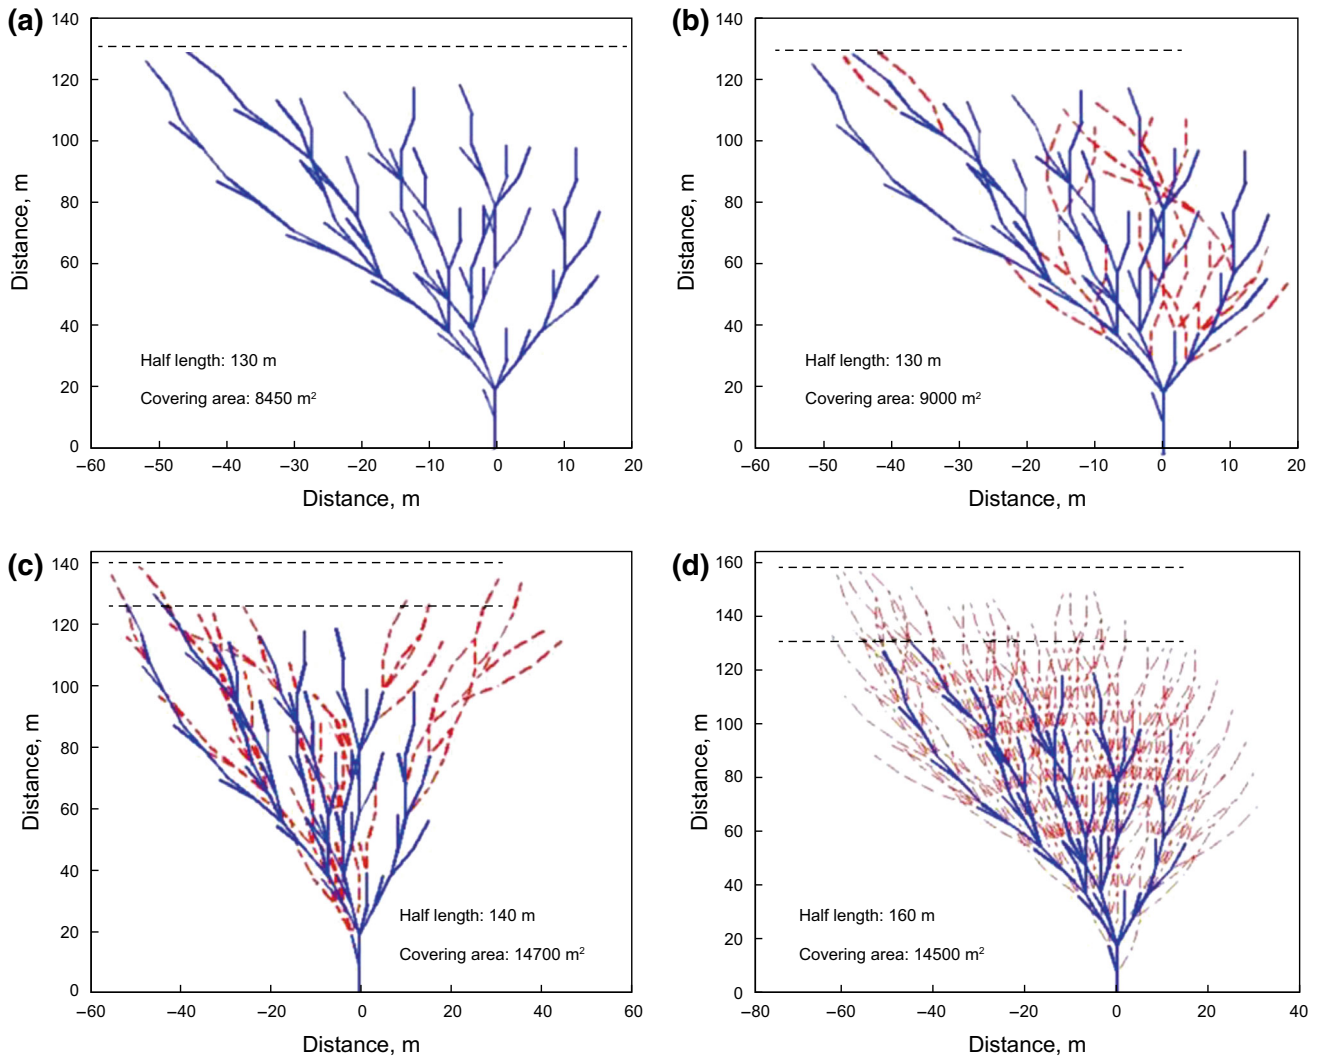 (a)
140
120
100
80
60
40
20
0
Distance, m
Half length: 130 m
Covering area: 8450 m²
–60 –50 –40 –30 –20 –10 0 10 20
Distance, m
(b)
140
120
100
80
60
40
20
0
Distance, m
Half length: 130 m
Covering area: 9000 m²
–60 –50 –40 –30 –20 –10 0 10 20
Distance, m
(c)
140
120
100
80
60
40
20
0
Distance, m
Half length: 140 m
Covering area: 14700 m²
–60 –40 –20 0 20 40 60
Distance, m
(d)
160
140
120
100
80
60
40
20
0
Distance, m
Half length: 160 m
Covering area: 14500 m²
–80 –60 –40 –20 0 20 40
Distance, m